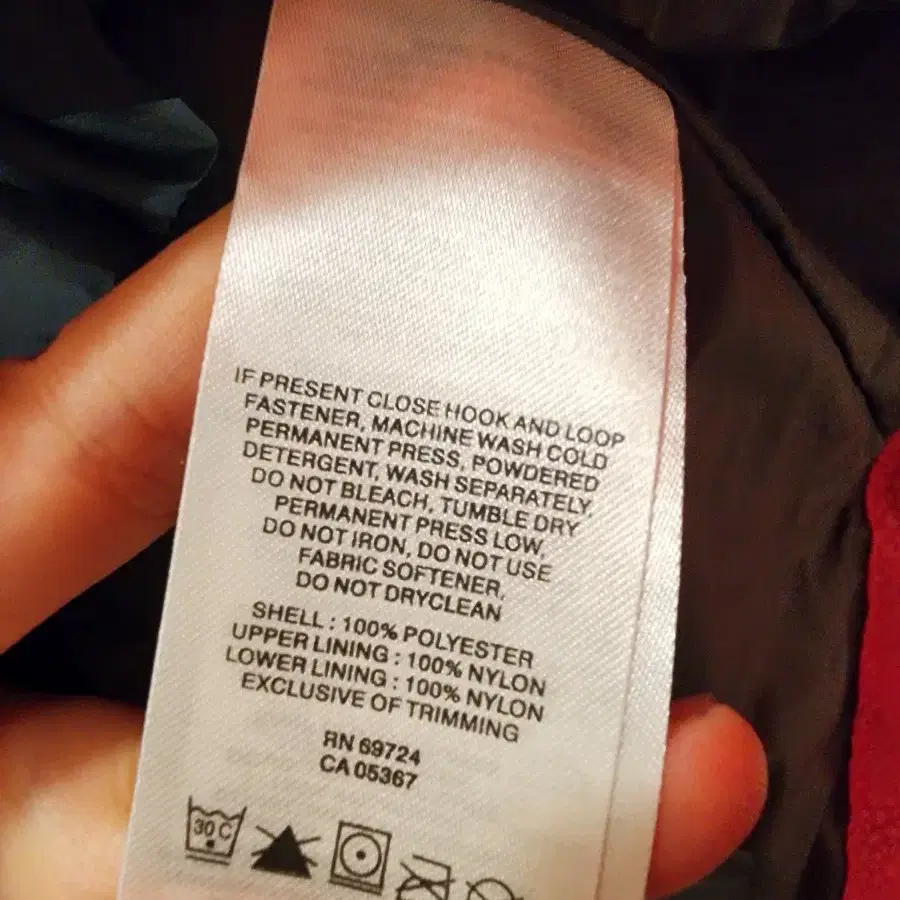 IF PRESENT CLOSE HOOK AND LOOP
FASTENER, MACHINE WASH COLD
PERMANENT PRESS, POWDERED
DETERGENT, WASH SEPARATELY,
DO NOT BLEACH, TUMBLE DRY
PERMANENT PRESS LOW,
DO NOT IRON, DO NOT USE
FABRIC SOFTENER,
DO NOT DRYCLEAN
SHELL : 100% POLYESTER
UPPER LINING : 100% NYLON
LOWER LINING : 100% NYLON
EXCLUSIVE OF TRIMMING
RN 69724
CA 05367
30 C